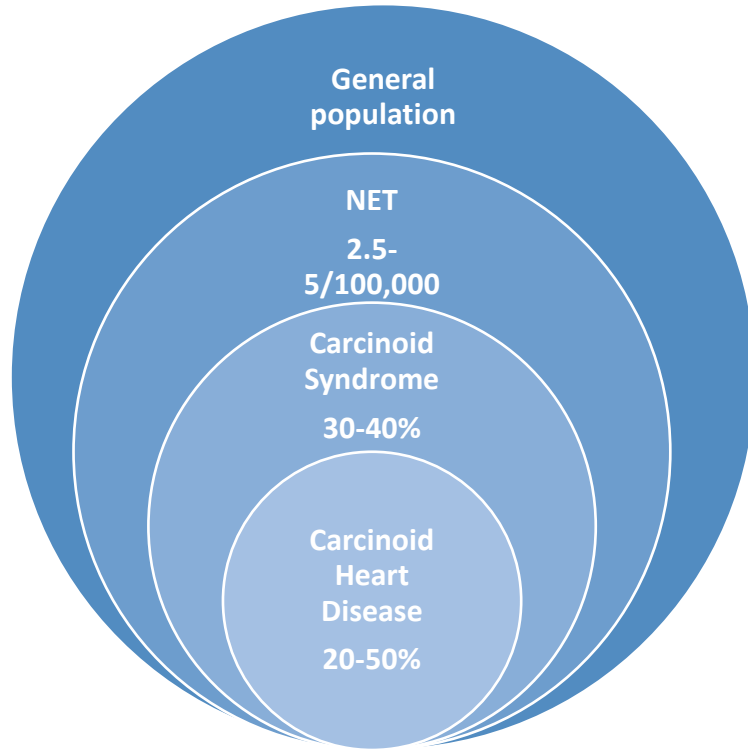 General
population
NET
2.5-
5/100,000
Carcinoid
Syndrome
30-40%
Carcinoid
Heart
Disease
20-50%